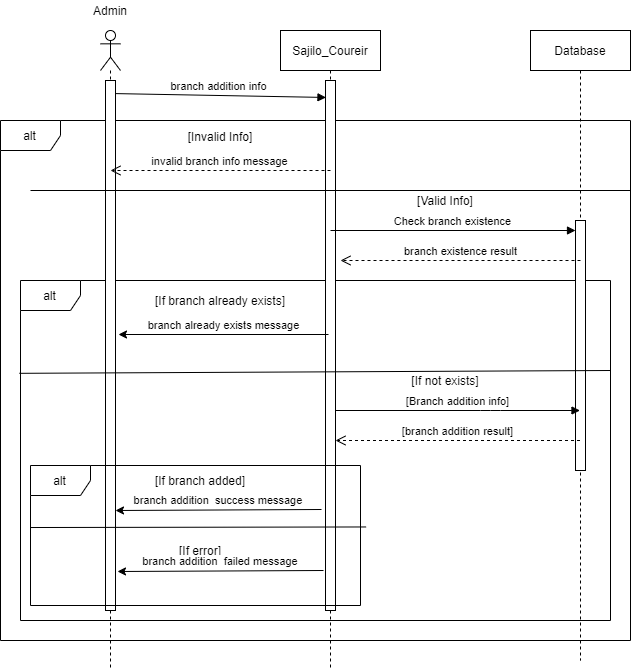 Admin
Sajilo_Coureir
Database
branch addition info
alt
[Invalid Info]
invalid branch info message
[Valid Info]
Check branch existence
branch existence result
alt
[If branch already exists]
branch already exists message
[If not exists]
[Branch addition info]
[branch addition result]
alt
[If branch added]
branch addition  success message
[If error]
branch addition  failed message